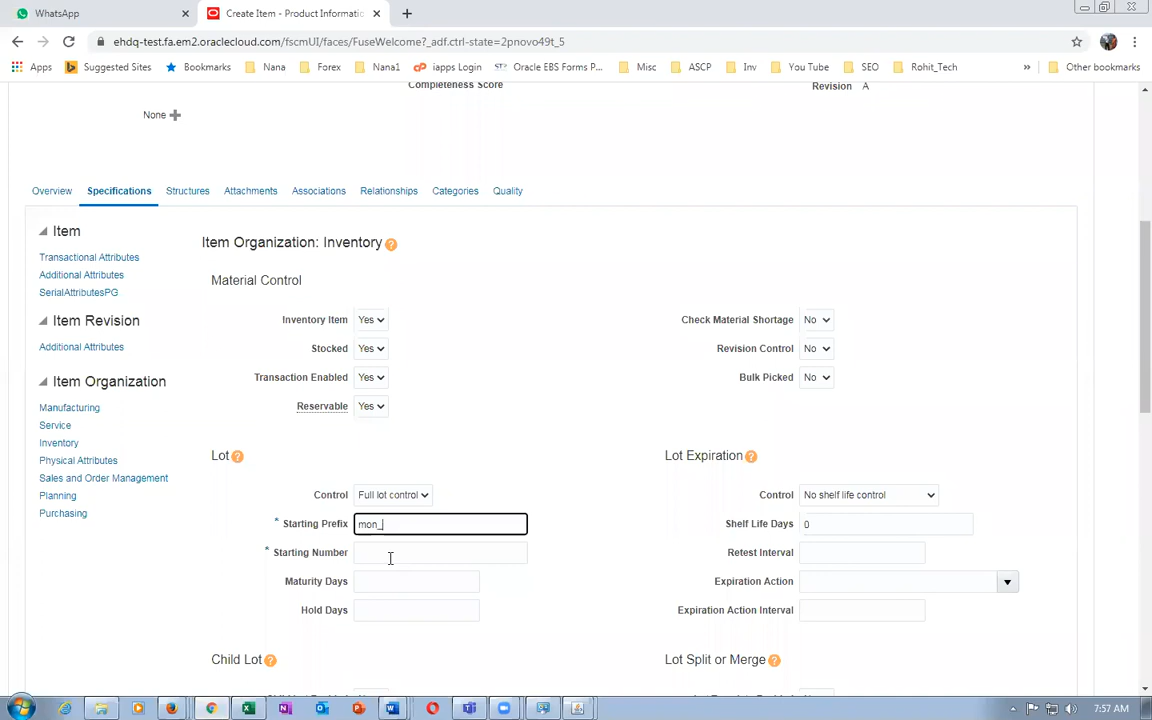 WhatsApp
Create Item - Product Informatio
ehdq-test.fa.em2.oraclecloud.com/fscmUI/faces/FuseWelcome?_adf.ctrl-state=2pnovo49t_5
Apps Suggested Sites Bookmarks Nana Forex Nana1 iapps Login Oracle EBS Forms P... Misc ASCP Inv You Tube SEO Rohit_Tech » Other bookmarks
Completeness Score
Revision A
None
Overview Specifications Structures Attachments Associations Relationships Categories Quality
Item
Transactional Attributes
Additional Attributes
SerialAttributesPG
Item Revision
Additional Attributes
Item Organization
Manufacturing
Service
Inventory
Physical Attributes
Sales and Order Management
Planning
Purchasing
Item Organization: Inventory
Material Control
Inventory Item Yes
Stocked Yes
Transaction Enabled Yes
Reservable Yes
Check Material Shortage No
Revision Control No
Bulk Picked No
Lot
Control Full lot control
* Starting Prefix mon_
* Starting Number
Maturity Days
Hold Days
Lot Expiration
Control No shelf life control
Shelf Life Days 0
Retest Interval
Expiration Action
Expiration Action Interval
Child Lot
Lot Split or Merge
7:57 AM